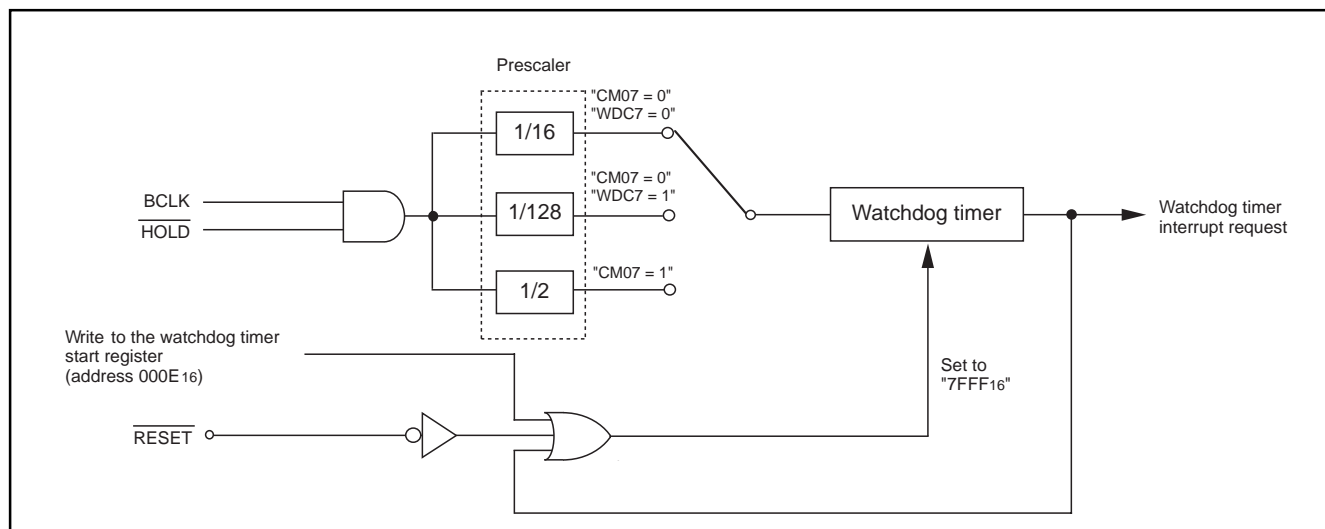 Prescaler
"CM07 = 0"
"WDC7 = 0"
1/16
BCLK
HOLD
1/128
"CM07 = 0"
"WDC7 = 1"
Watchdog timer
Watchdog timer
interrupt request
1/2
"CM07 = 1"
Write to the watchdog timer
start register
(address 000E16)
Set to
"7FFF16"
RESET